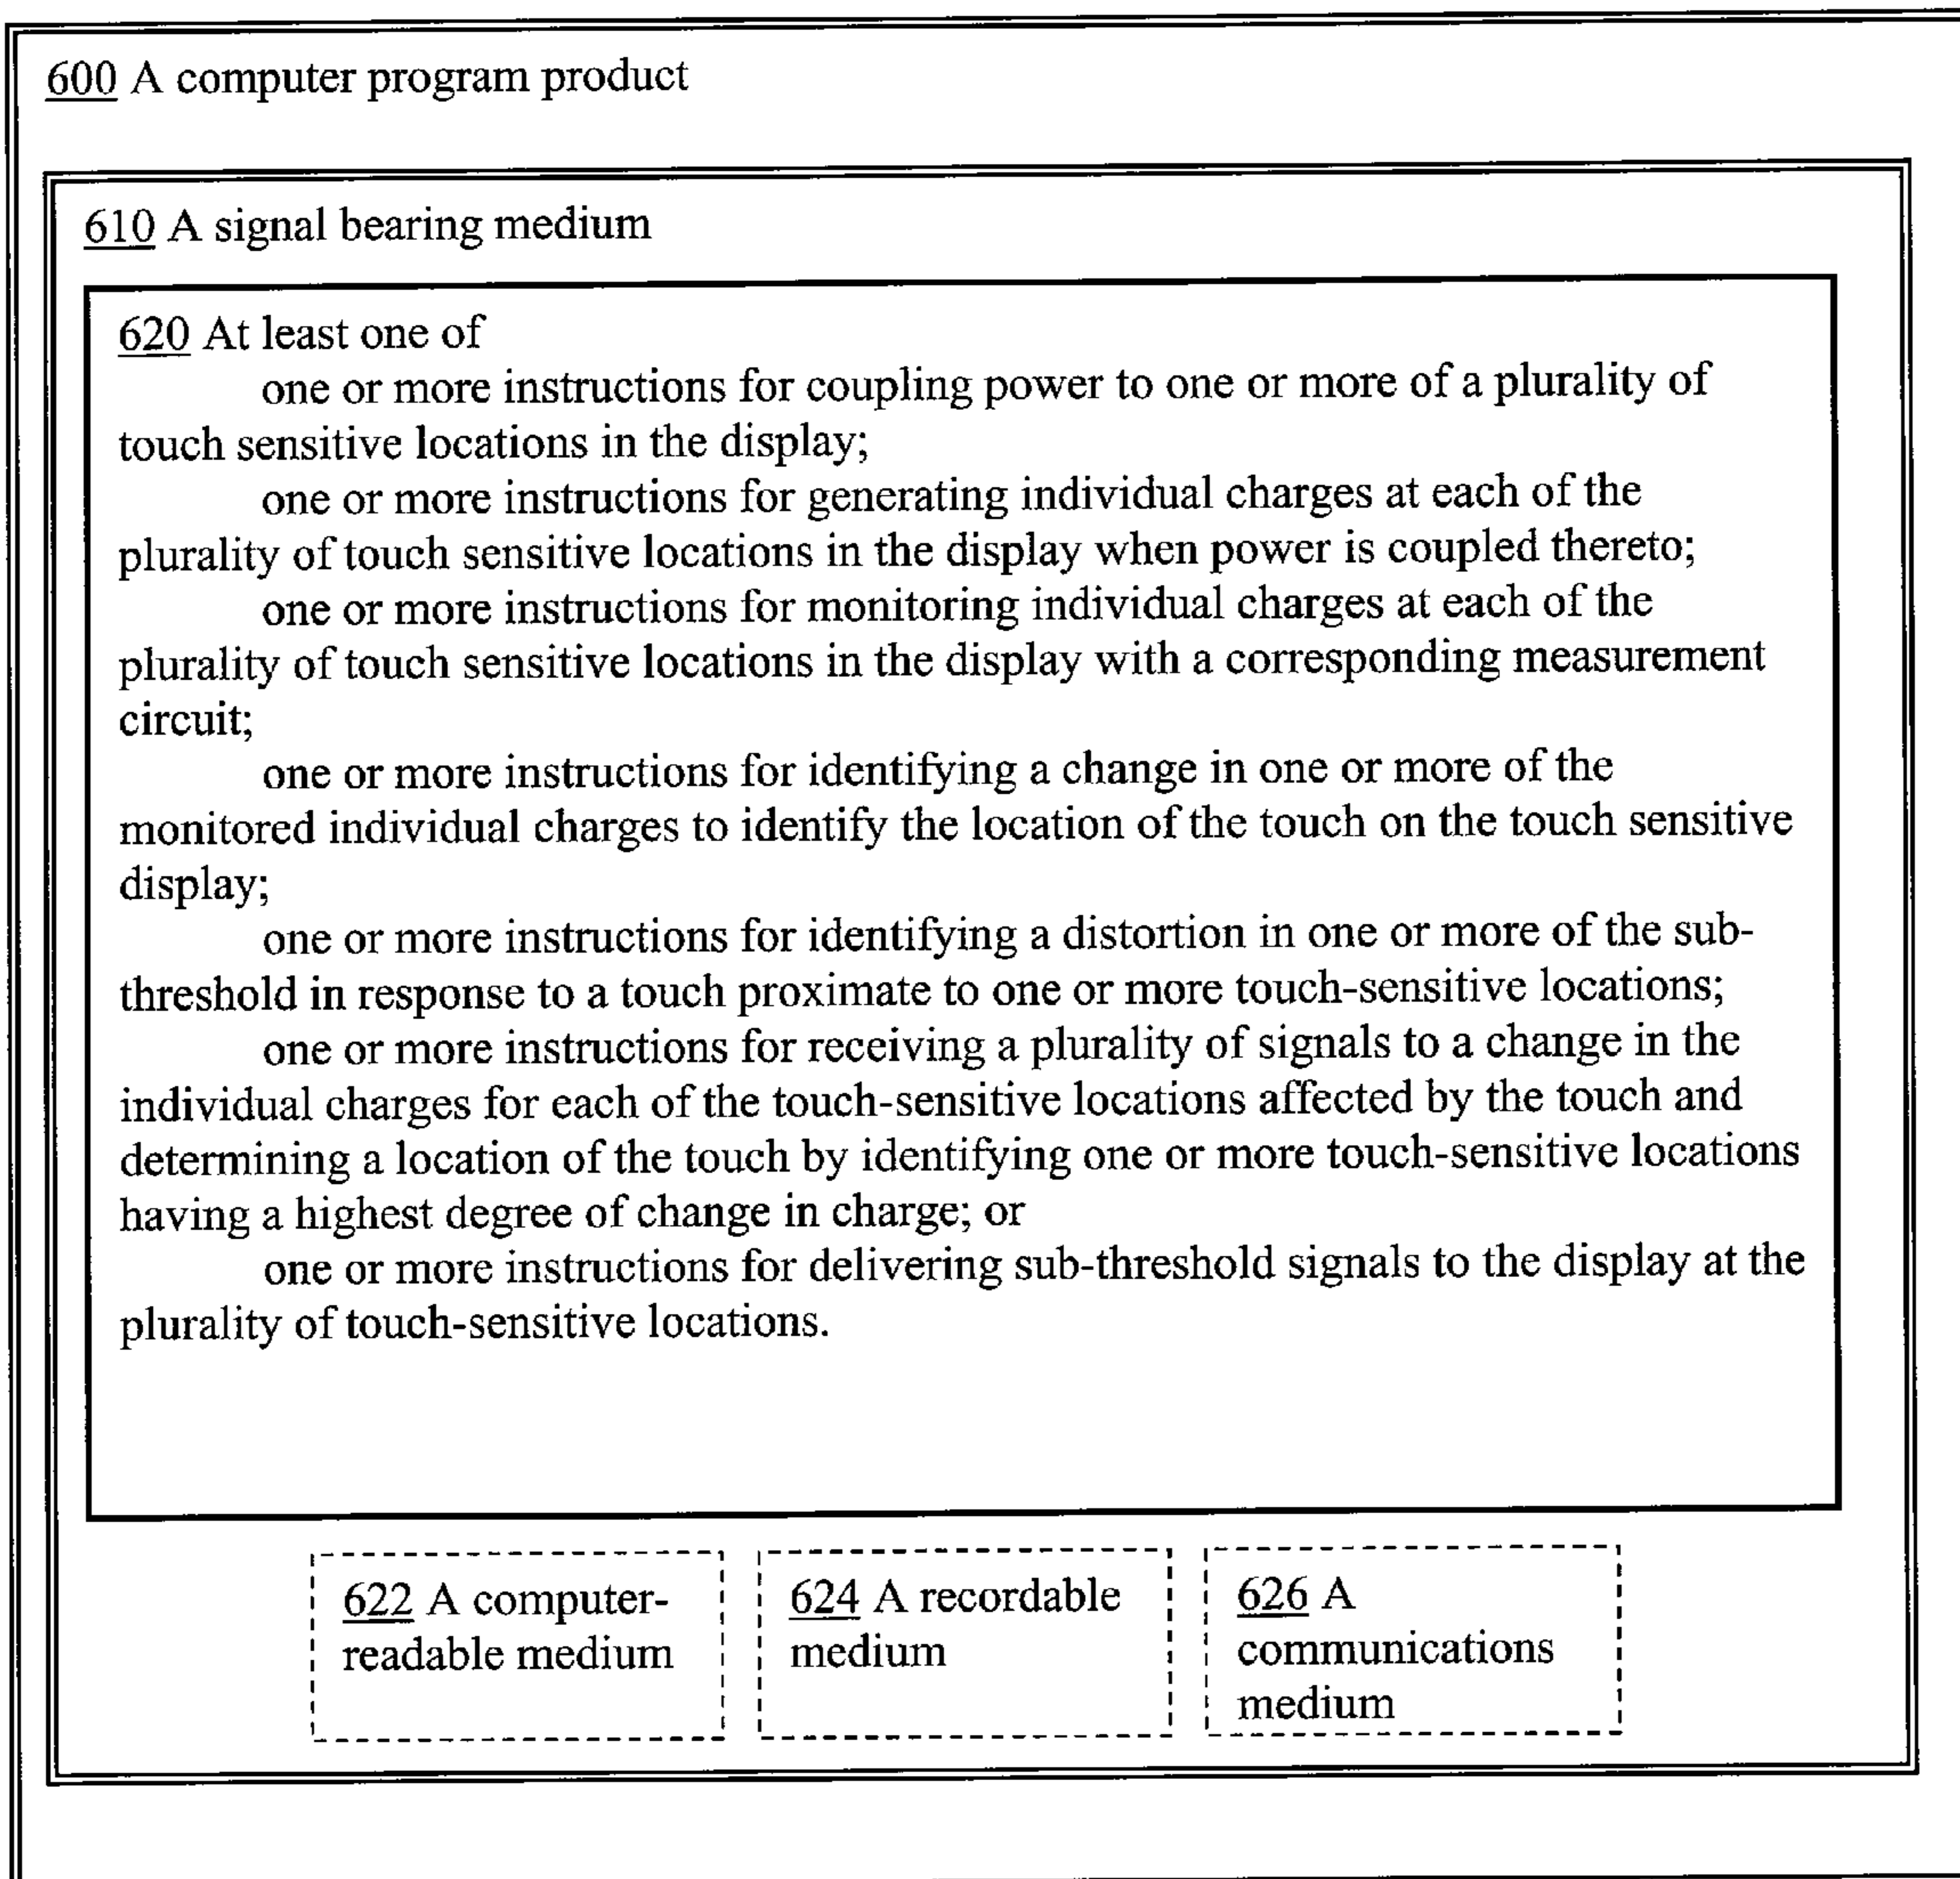 600 A computer program product
610 A signal bearing medium
620 At least one of
one or more instructions for coupling power to one or more of a plurality of
touch sensitive locations in the display;
one or more instructions for generating individual charges at each of the
plurality of touch sensitive locations in the display when power is coupled thereto;
one or more instructions for monitoring individual charges at each of the
plurality of touch sensitive locations in the display with a corresponding measurement
circuit;
one or more instructions for identifying a change in one or more of the
monitored individual charges to identify the location of the touch on the touch sensitive
display;
one or more instructions for identifying a distortion in one or more of the sub-
threshold in response to a touch proximate to one or more touch-sensitive locations;
one or more instructions for receiving a plurality of signals to a change in the
individual charges for each of the touch-sensitive locations affected by the touch and
determining a location of the touch by identifying one or more touch-sensitive locations
having a highest degree of change in charge; or
one or more instructions for delivering sub-threshold signals to the display at the
plurality of touch-sensitive locations.
622 A computer-
readable medium
624 A recordable
medium
626 A
communications
medium